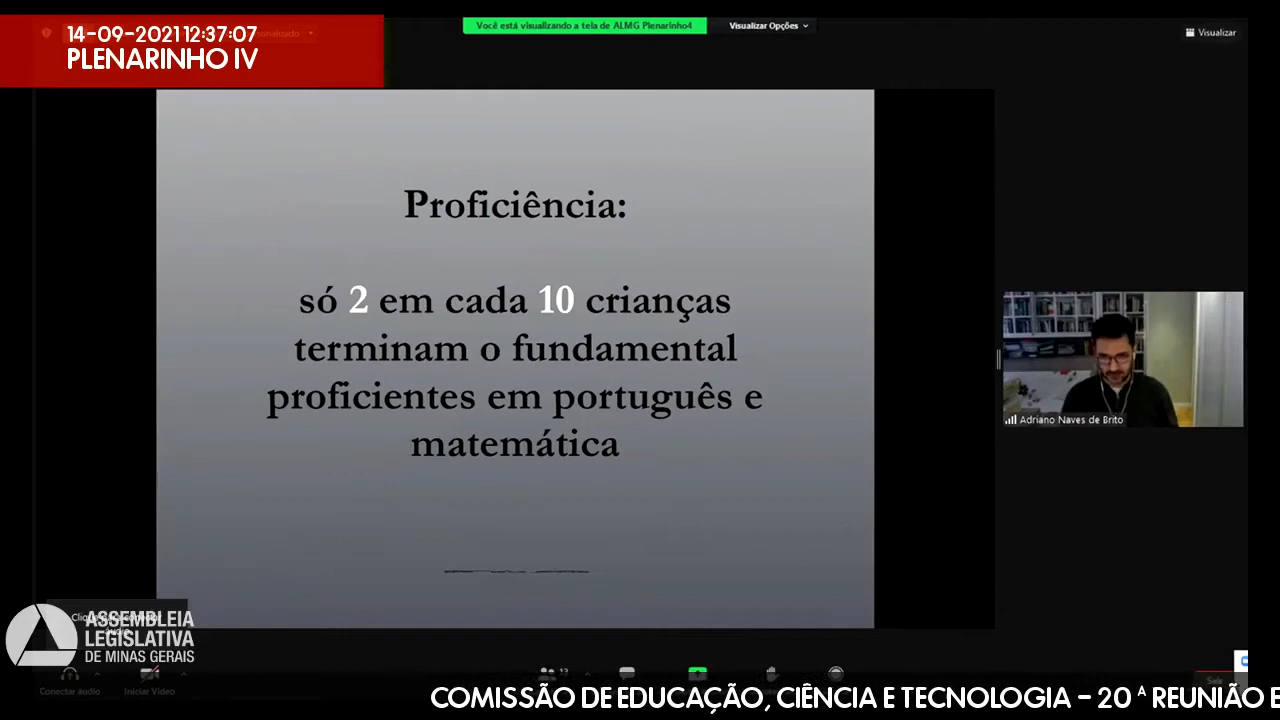 14-09-2021 12:37:07
PLENARINHO IV
Você está visualizando a tela de ALMG Plenarinho4
Visualizar Opções
Visualizar
Proficiência:
só 2 em cada 10 crianças
terminam o fundamental
proficientes em português e
matemática
Adriano Naves de Brito
ASSEMBLEIA
LEGISLATIVA
DE MINAS GERAIS
13
Conectar áudio
Iniciar Vídeo
Sair
COMISSÃO DE EDUCAÇÃO, CIÊNCIA E TECNOLOGIA - 20 ª REUNIÃO E